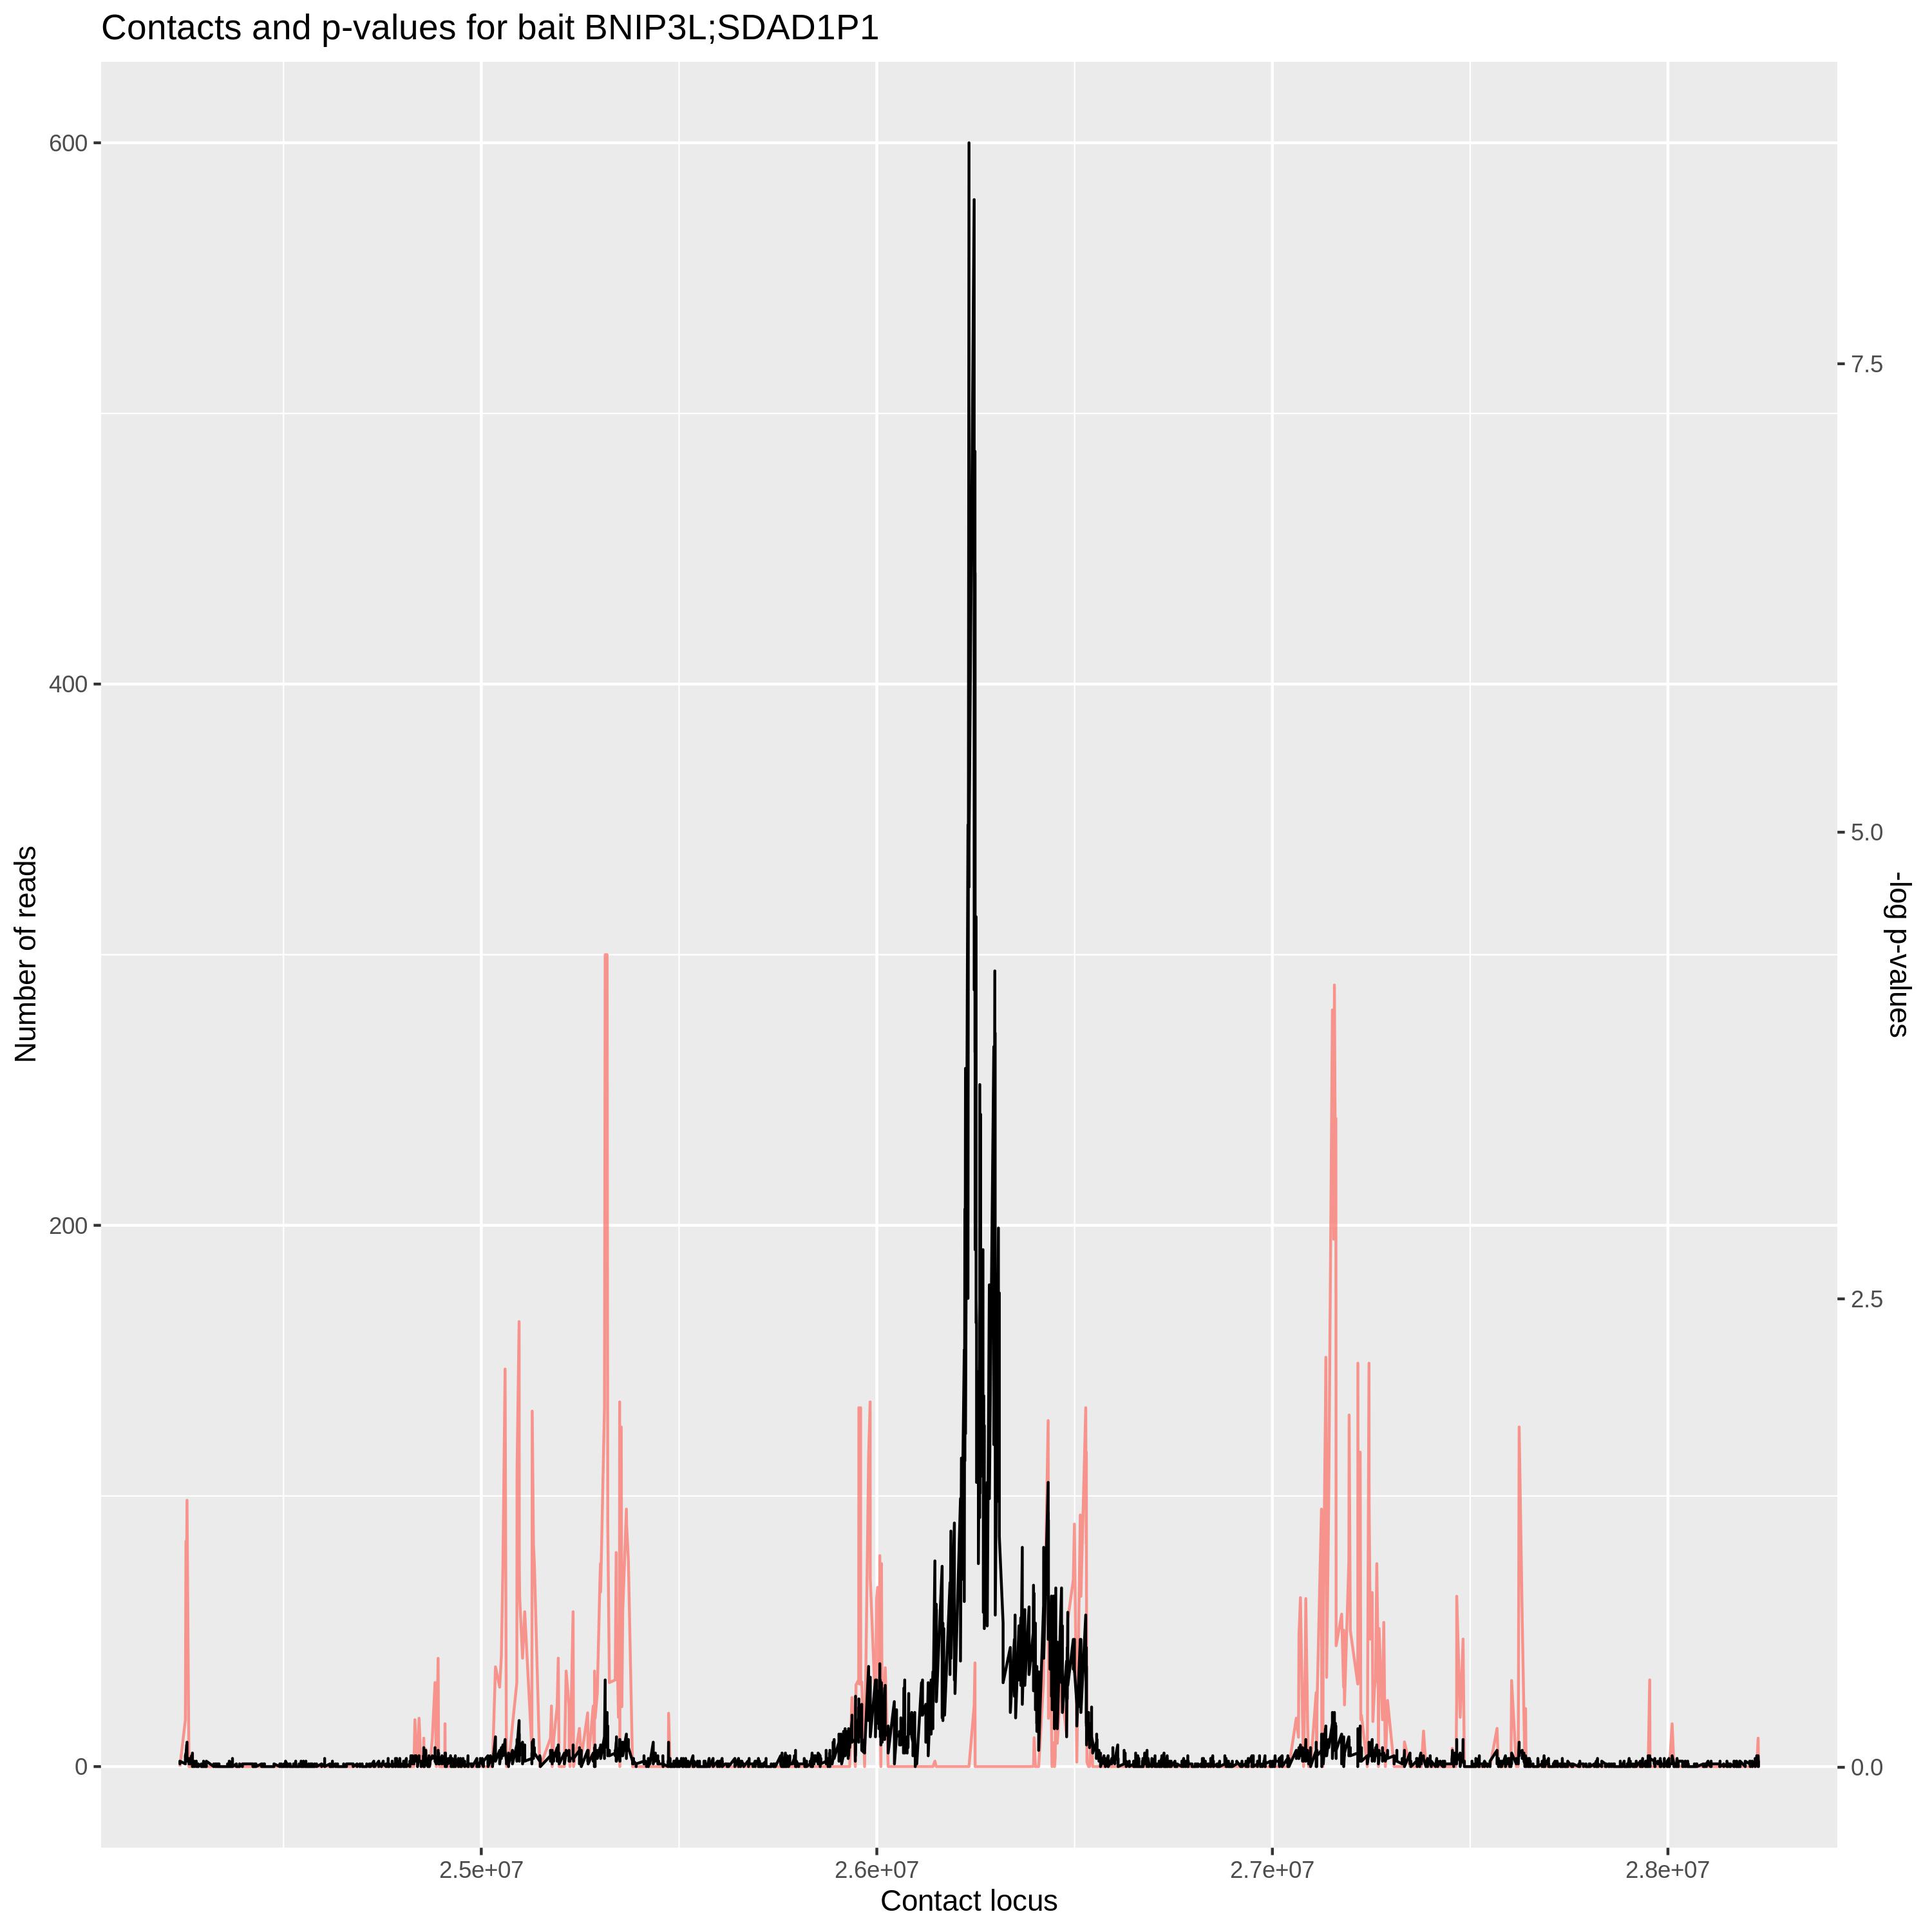 Contacts and p-values for bait BNIP3L;SDAD1P1
600
400
200
0
7.5
5.0
2.5
0.0
Number of reads
-log p-values
2.5e+07
2.6e+07
2.7e+07
2.8e+07
Contact locus